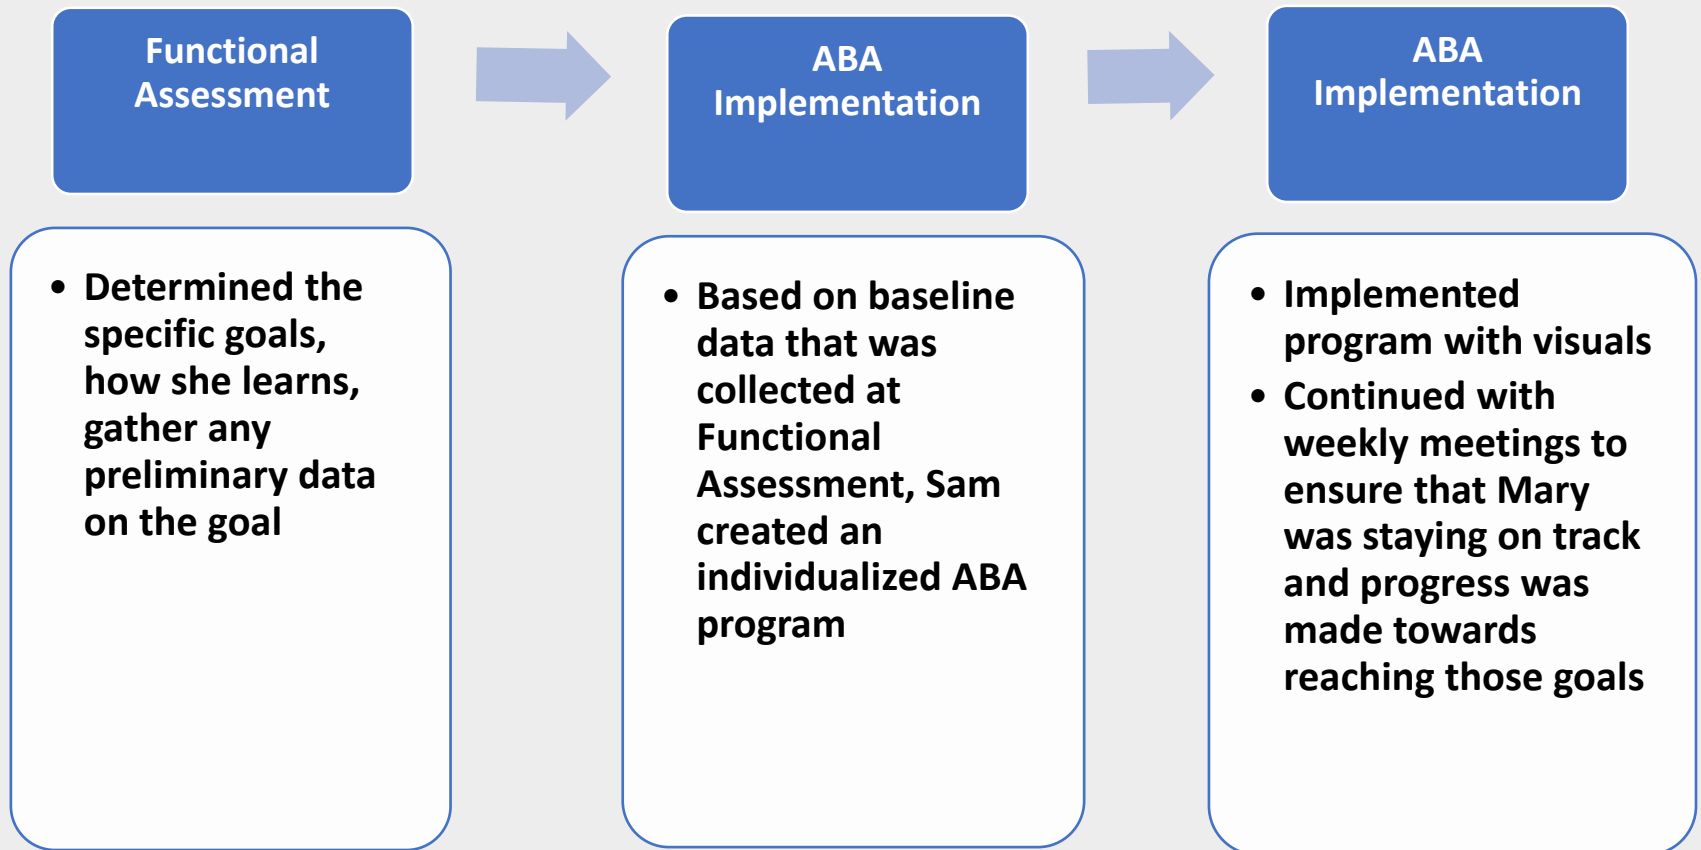 Functional
Assessment
• Determined the
specific goals,
how she learns,
gather any
preliminary data
on the goal
ABA
Implementation
• Based on baseline
data that was
collected at
Functional
Assessment, Sam
created an
individualized ABA
program
ABA
Implementation
• Implemented
program with visuals
• Continued with
weekly meetings to
ensure that Mary
was staying on track
and progress was
made towards
reaching those goals